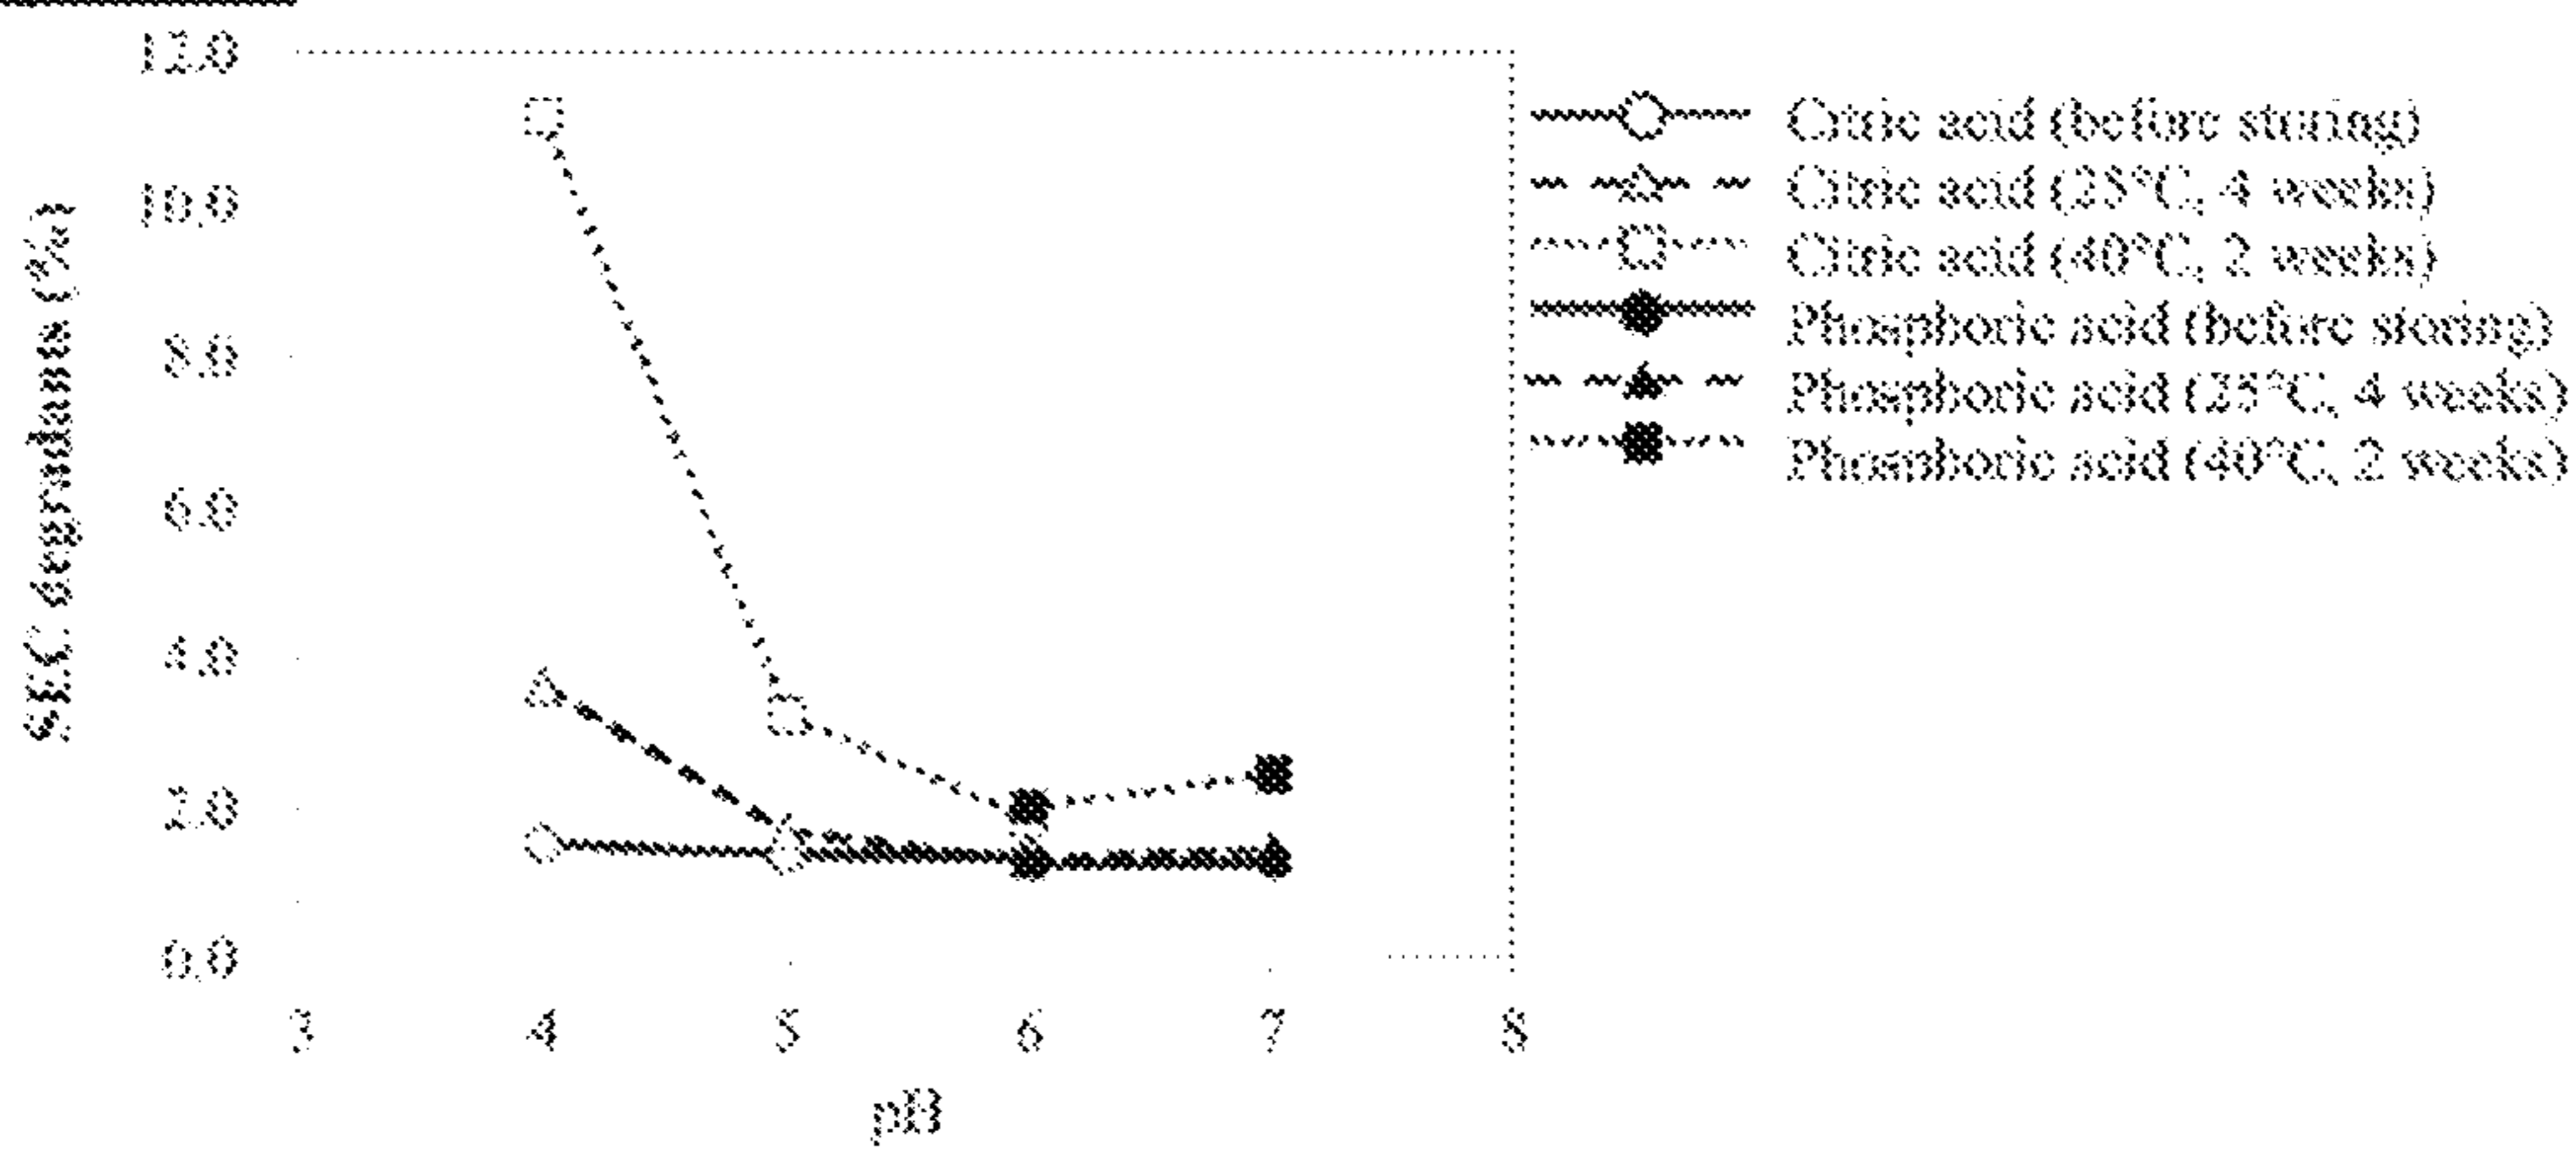 12.0
10.0
8.0
6.0
4.0
2.0
0.0
SEC degradants (%)
3 4 5 6 7 8
pH
Citric acid (before storing)
Citric acid (25°C, 4 weeks)
Citric acid (40°C, 2 weeks)
Phosphoric acid (before storing)
Phosphoric acid (25°C, 4 weeks)
Phosphoric acid (40°C, 2 weeks)